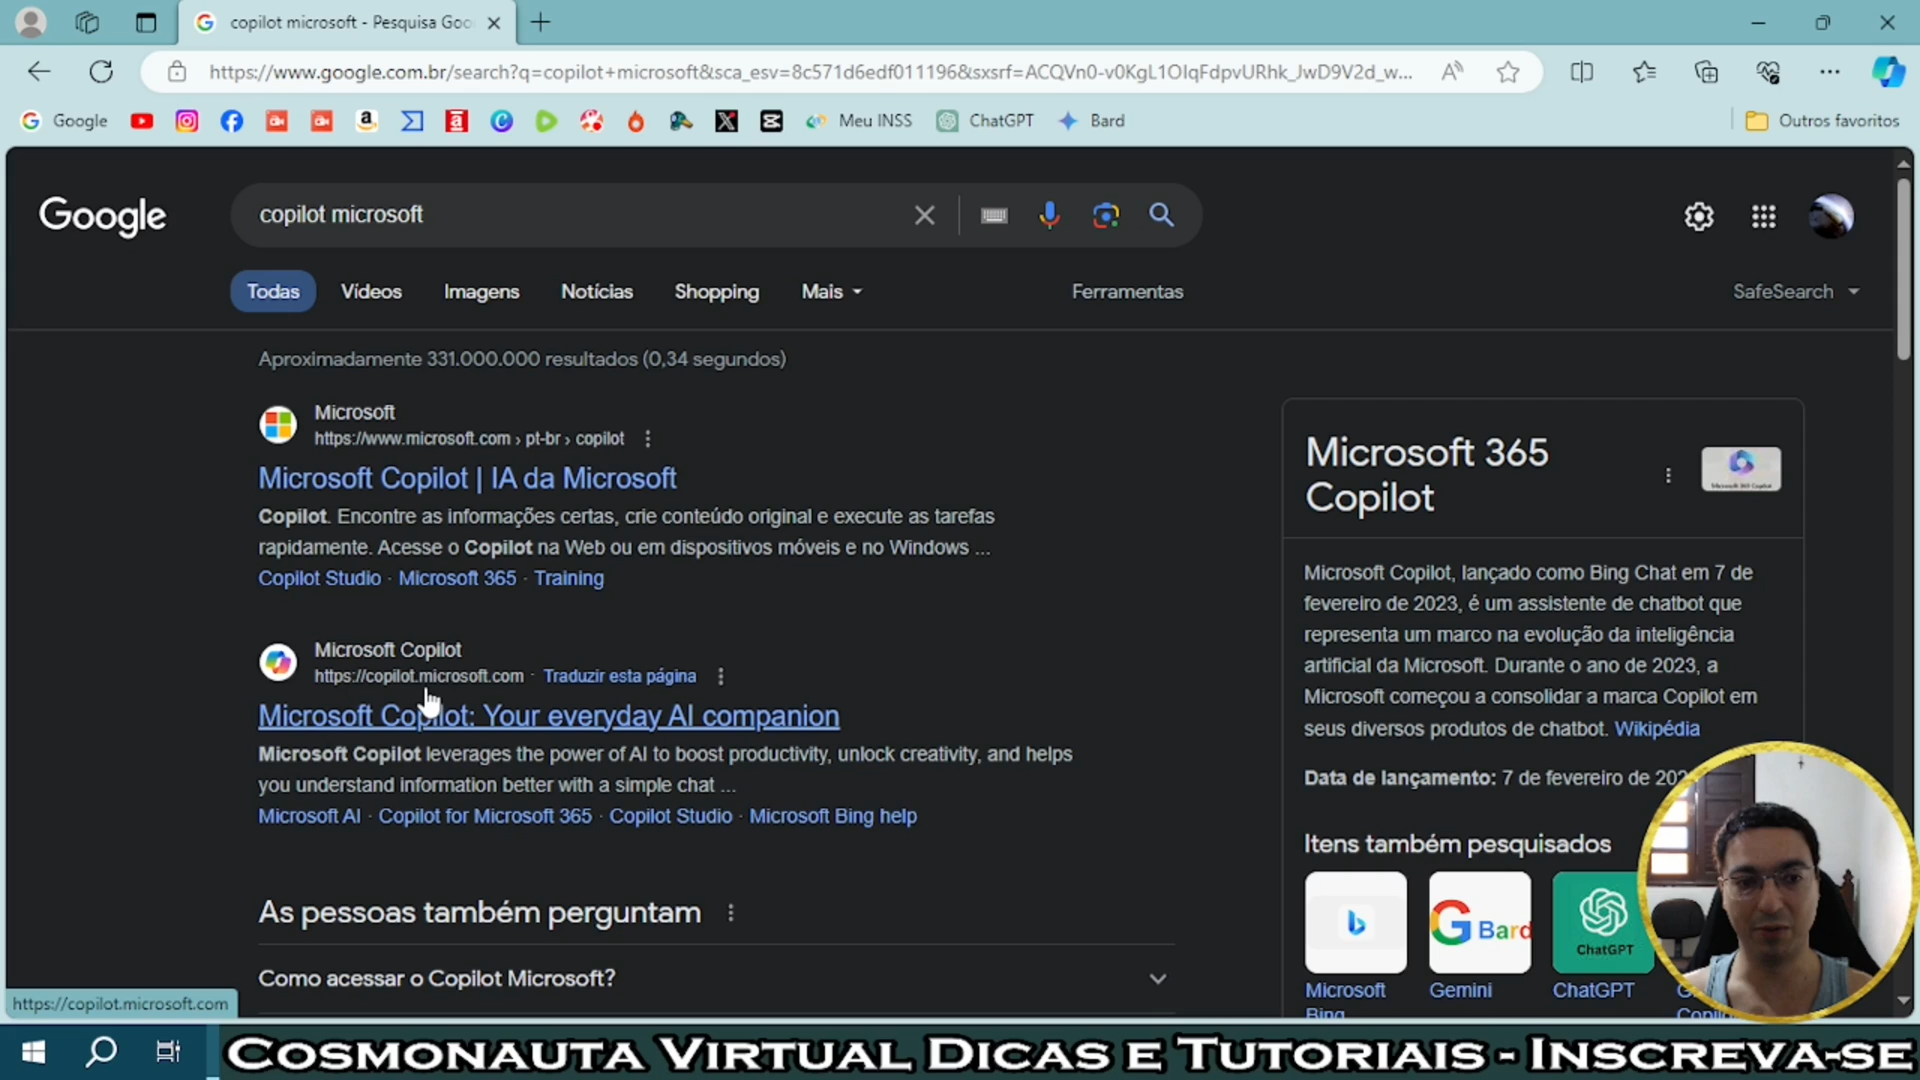 copilot microsoft - Pesquisa Goo
https://www.google.com.br/search?q=copilot+microsoft&sca_esv=8c571d6edf011196&sxsrf=ACQVn0-v0KgL1OIqFdpvURhk_JwD9V2d_w...
Google
Meu INSS
ChatGPT
Bard
Outros favoritos
Google
copilot microsoft
Todas
Vídeos
Imagens
Notícias
Shopping
Mais
Ferramentas
SafeSearch
Aproximadamente 331.000.000 resultados (0,34 segundos)
Microsoft
https://www.microsoft.com › pt-br › copilot
Microsoft Copilot | IA da Microsoft
Copilot. Encontre as informações certas, crie conteúdo original e execute as tarefas
rapidamente. Acesse o Copilot na Web ou em dispositivos móveis e no Windows ...
Copilot Studio · Microsoft 365 · Training
Microsoft Copilot
https://copilot.microsoft.com · Traduzir esta página
Microsoft Copilot: Your everyday AI companion
Microsoft Copilot leverages the power of AI to boost productivity, unlock creativity, and helps
you understand information better with a simple chat ...
Microsoft AI · Copilot for Microsoft 365 · Copilot Studio · Microsoft Bing help
As pessoas também perguntam
Como acessar o Copilot Microsoft?
https://copilot.microsoft.com
Microsoft 365
Copilot
Microsoft Copilot, lançado como Bing Chat em 7 de
fevereiro de 2023, é um assistente de chatbot que
representa um marco na evolução da inteligência
artificial da Microsoft. Durante o ano de 2023, a
Microsoft começou a consolidar a marca Copilot em
seus diversos produtos de chatbot. Wikipédia
Data de lançamento: 7 de fevereiro de 202
Itens também pesquisados
Bard
ChatGPT
Microsoft
Bing
Gemini
ChatGPT
COSMONAUTA VIRTUAL DICAS E TUTORIAIS - INSCREVA-SE